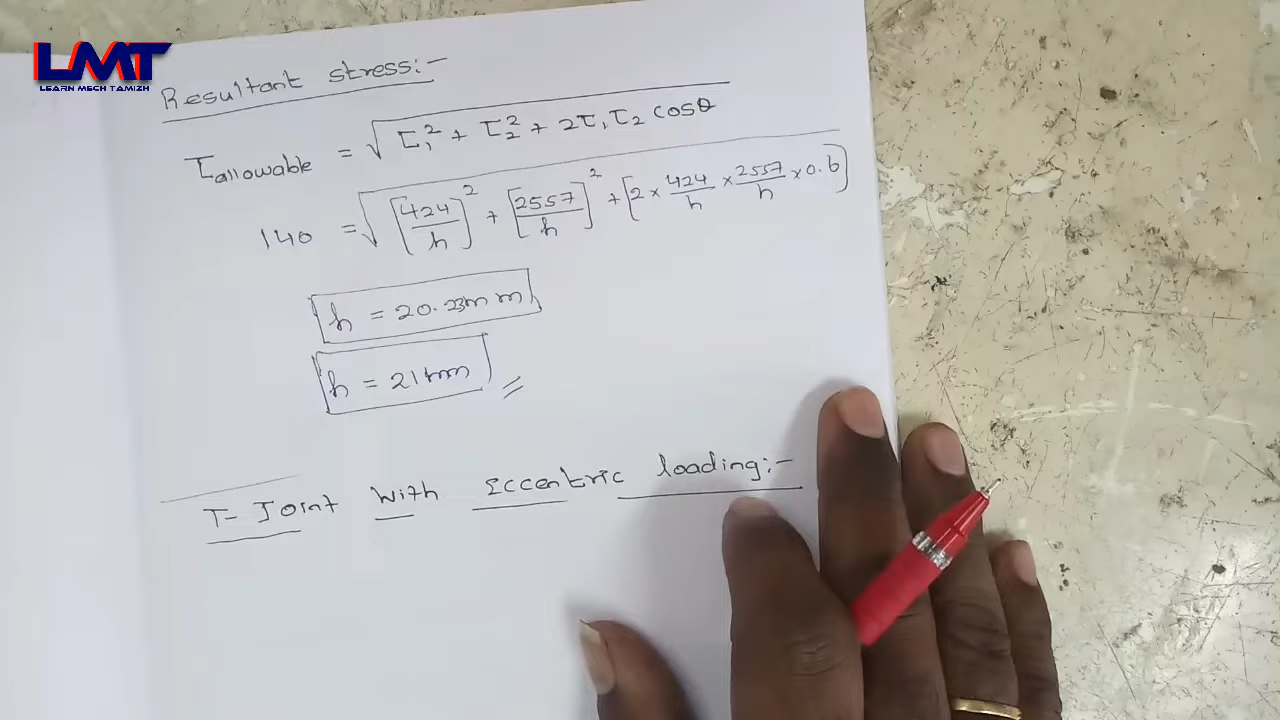 LMT
LEARN MECH TAMIZH
Resultant stress:-
τallowable = √τ₁² + τ₂² + 2τ₁τ₂ cosθ
140 = √[424/h]² + [2557/h]² + [2 × 424/h × 2557/h × 0.6]
h = 20.23mm
h = 21mm
T- Joint with Eccentric loading:-